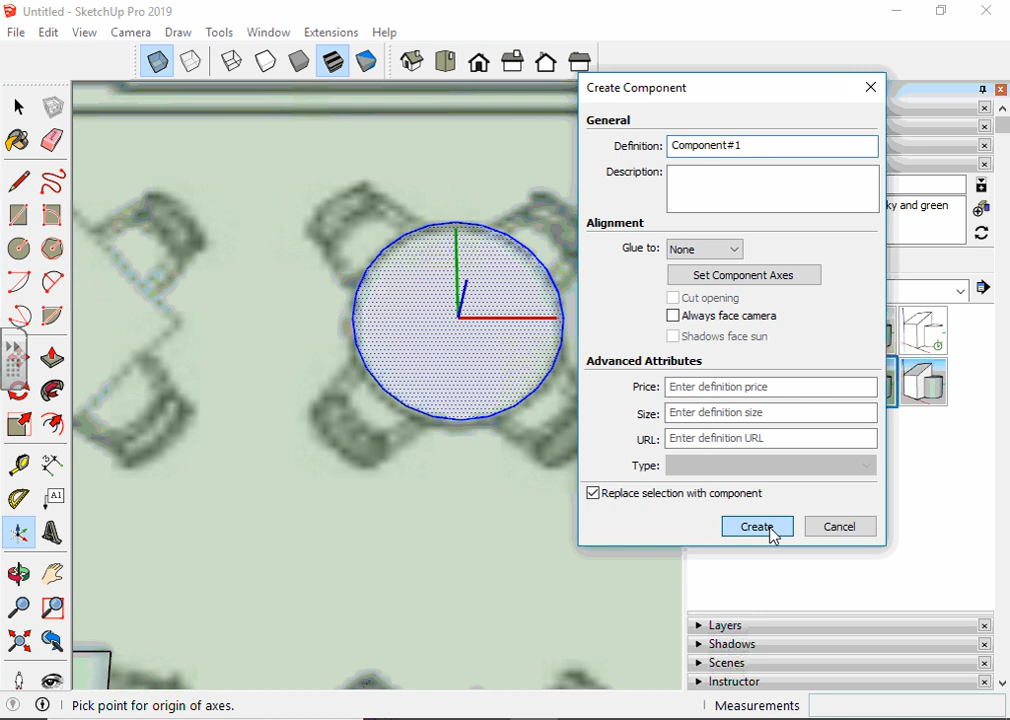 Untitled - SketchUp Pro 2019
File Edit View Camera Draw Tools Window Extensions Help
Create Component
General
Definition: Component#1
Description:
ky and green
Alignment
Glue to: None
Set Component Axes
Cut opening
Always face camera
Shadows face sun
Advanced Attributes
Price: Enter definition price
Size: Enter definition size
URL: Enter definition URL
Type:
Replace selection with component
Create Cancel
A1
Layers
Shadows
Scenes
Instructor
Pick point for origin of axes.
Measurements